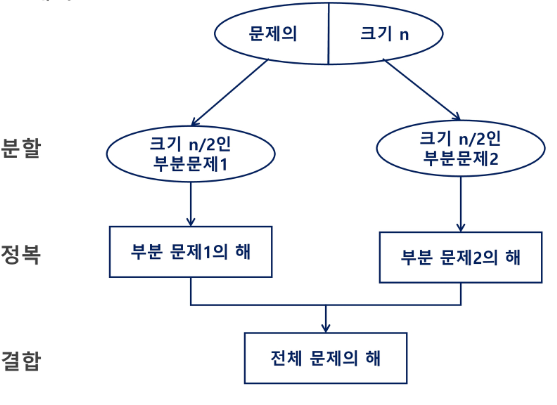 문제의 크기 n
분할
크기 n/2인
부분문제1
크기 n/2인
부분문제2
정복
부분 문제1의 해
부분 문제2의 해
결합
전체 문제의 해